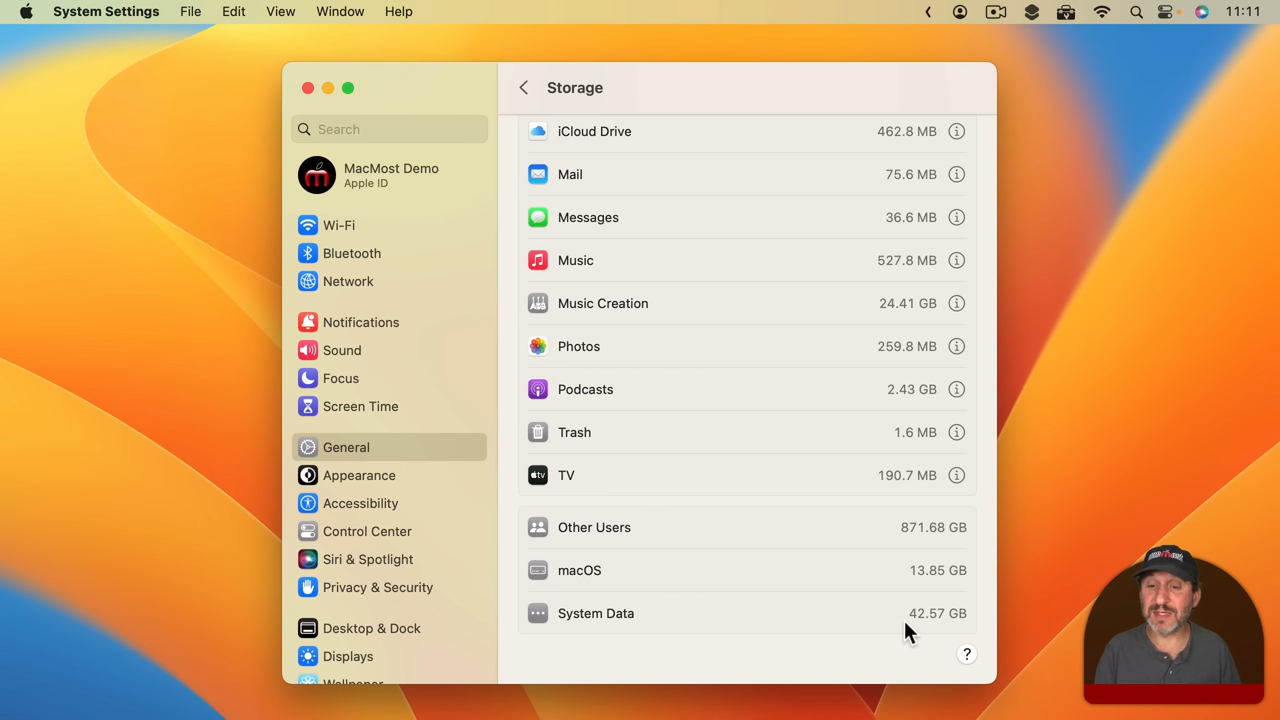 System Settings File Edit View Window Help 11:11
Storage
Search
MacMost Demo
Apple ID
Wi-Fi
Bluetooth
Network
Notifications
Sound
Focus
Screen Time
General
Appearance
Accessibility
Control Center
Siri & Spotlight
Privacy & Security
Desktop & Dock
Displays
Wallpaper
iCloud Drive 462.8 MB
Mail 75.6 MB
Messages 36.6 MB
Music 527.8 MB
Music Creation 24.41 GB
Photos 259.8 MB
Podcasts 2.43 GB
Trash 1.6 MB
tv TV 190.7 MB
Other Users 871.68 GB
macOS 13.85 GB
System Data 42.57 GB
?